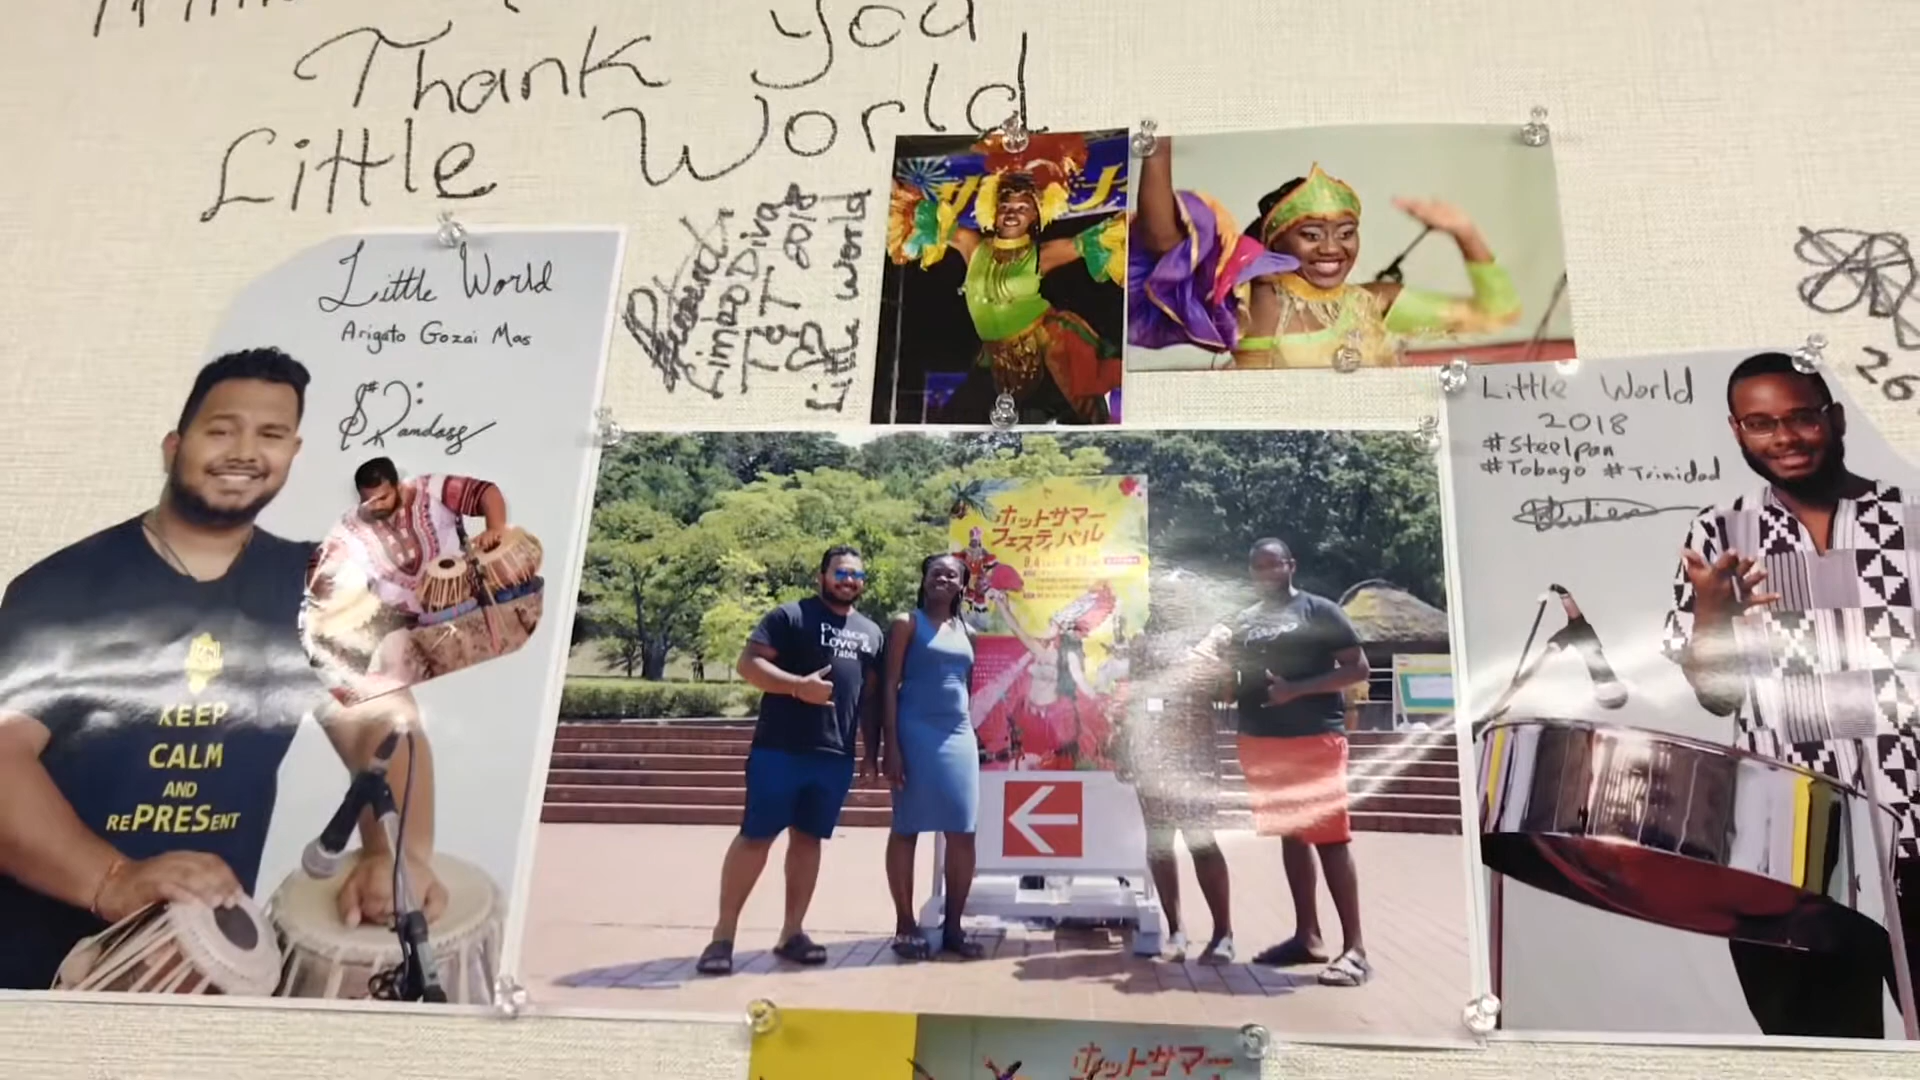 Thank you
Little World
Little World
Arigato Gozai Mas
Limbo Diva
T&T 2018
Little world
KEEP
CALM
AND
REPRESENT
Peace
Love &
Tabla
ホットサマー
フェスティバル
Tobago
Little World
2018
#Steelpan
#Tobago #Trinidad
ホットサマー